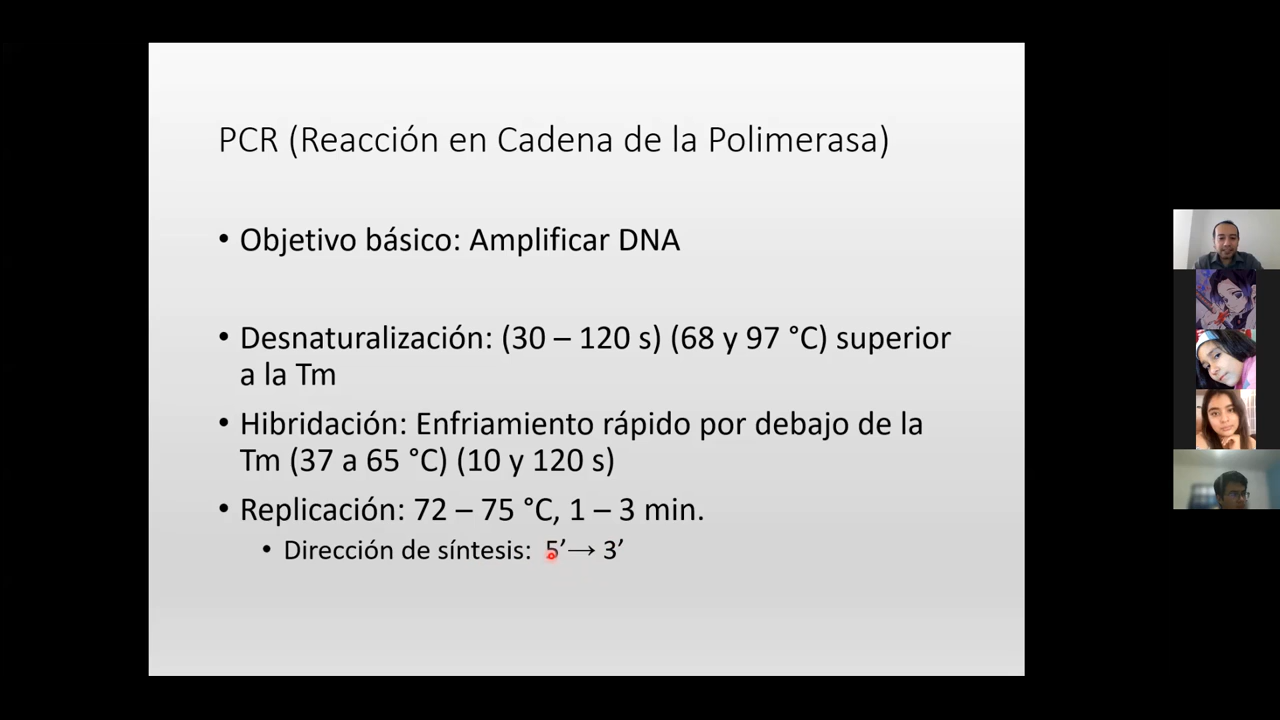 PCR (Reacción en Cadena de la Polimerasa)
• Objetivo básico: Amplificar DNA
• Desnaturalización: (30 – 120 s) (68 y 97 °C) superior
a la Tm
• Hibridación: Enfriamiento rápido por debajo de la
Tm (37 a 65 °C) (10 y 120 s)
• Replicación: 72 – 75 °C, 1 – 3 min.
• Dirección de síntesis: 5’→ 3’